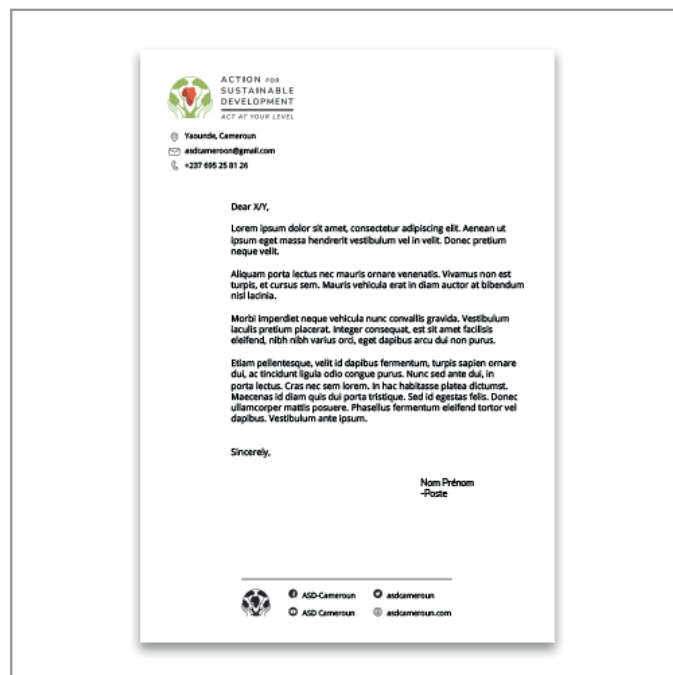 ACTION FOR
SUSTAINABLE
DEVELOPMENT
ACT AT YOUR LEVEL
Yaounde, Cameroun
asdcameroon@gmail.com
+237 695 25 81 26
Dear X/Y,
Lorem ipsum dolor sit amet, consectetur adipiscing elit. Aenean ut
ipsum eget massa hendrerit vestibulum vel in velit. Donec pretium
neque velit.
Aliquam porta lectus nec mauris ornare venenatis. Vivamus non est
turpis, et cursus sem. Mauris vehicula erat in diam auctor at bibendum
nisl lacinia.
Morbi imperdiet neque vehicula nunc convallis gravida. Vestibulum
iaculis pretium placerat. Integer consequat, est sit amet facilisis
eleifend, nibh nibh varius orci, eget dapibus arcu dui non purus.
Etiam pellentesque, velit id dapibus fermentum, turpis sapien ornare
dui, ac tincidunt ligula odio congue purus. Nunc sed ante dui, in
porta lectus. Cras nec sem lorem. In hac habitasse platea dictumst.
Maecenas id diam quis dui porta tristique. Sed id egestas felis. Donec
ullamcorper mattis posuere. Phasellus fermentum eleifend tortor vel
dapibus. Vestibulum ante ipsum.
Sincerely,
Nom Prénom
-Poste
ASD-Cameroun
asdcameroun
ASD Cameroun
asdcameroun.com